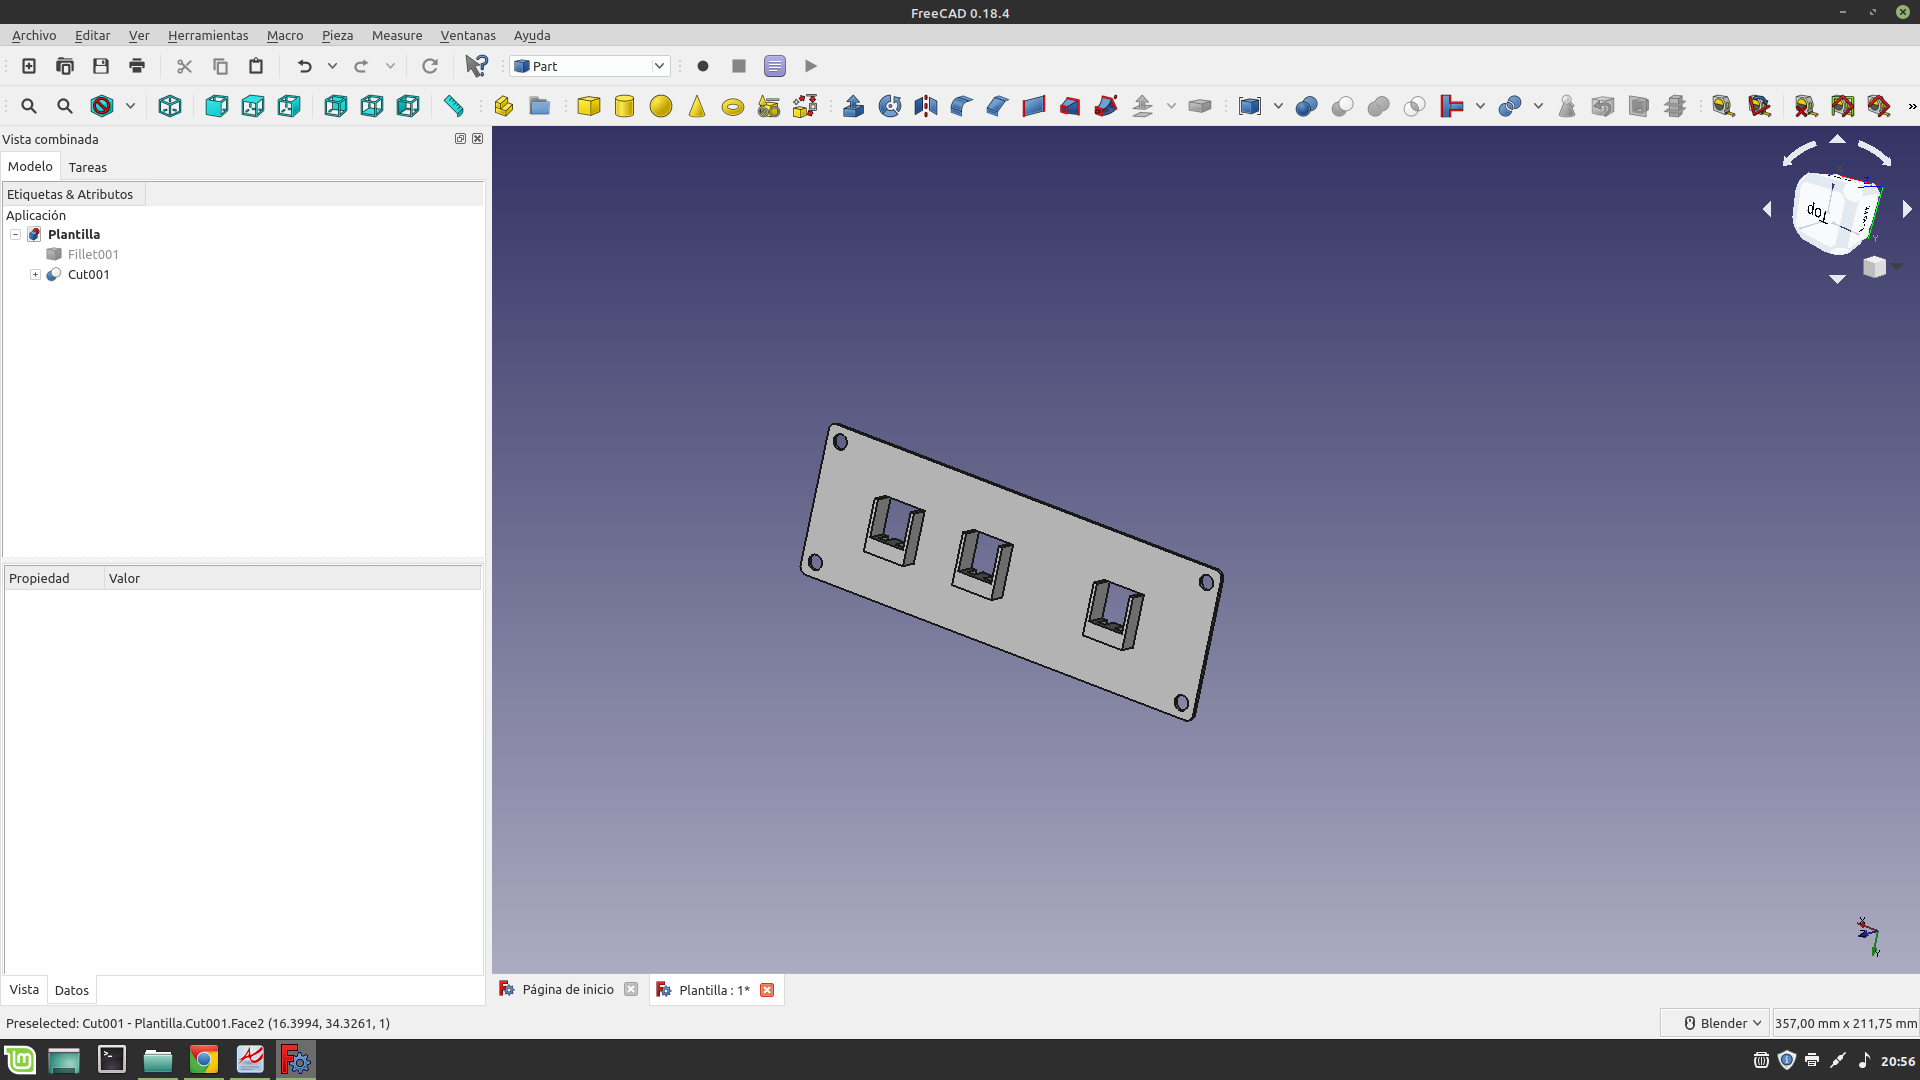 FreeCAD 0.18.4
Archivo Editar Ver Herramientas Macro Pieza Measure Ventanas Ayuda
Part
Vista combinada
Modelo Tareas
Etiquetas & Atributos
Aplicación
Plantilla
Fillet001
Cut001
Top
Propiedad Valor
X
Y
Vista Datos
Página de inicio Plantilla : 1*
Preselected: Cut001 - Plantilla.Cut001.Face2 (16.3994, 34.3261, 1)
Blender 357,00 mm x 211,75 mm
20:56